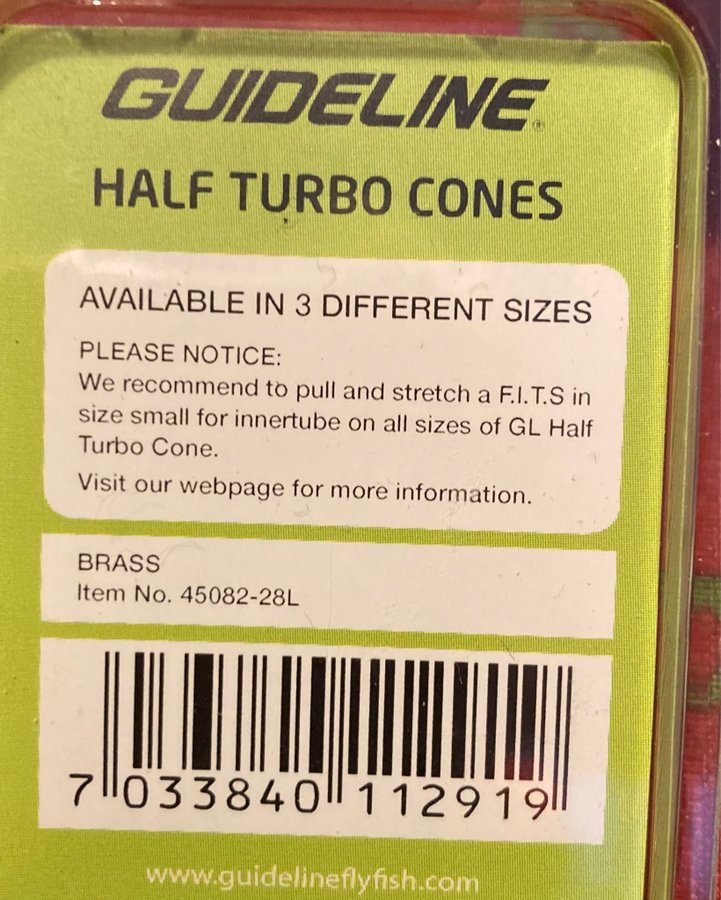 GUIDELINE®
HALF TURBO CONES
AVAILABLE IN 3 DIFFERENT SIZES
PLEASE NOTICE:
We recommend to pull and stretch a F.I.T.S in
size small for innertube on all sizes of GL Half
Turbo Cone.
Visit our webpage for more information.
BRASS
Item No. 45082-28L
7 033840 112919
www.guidelineflyfish.com